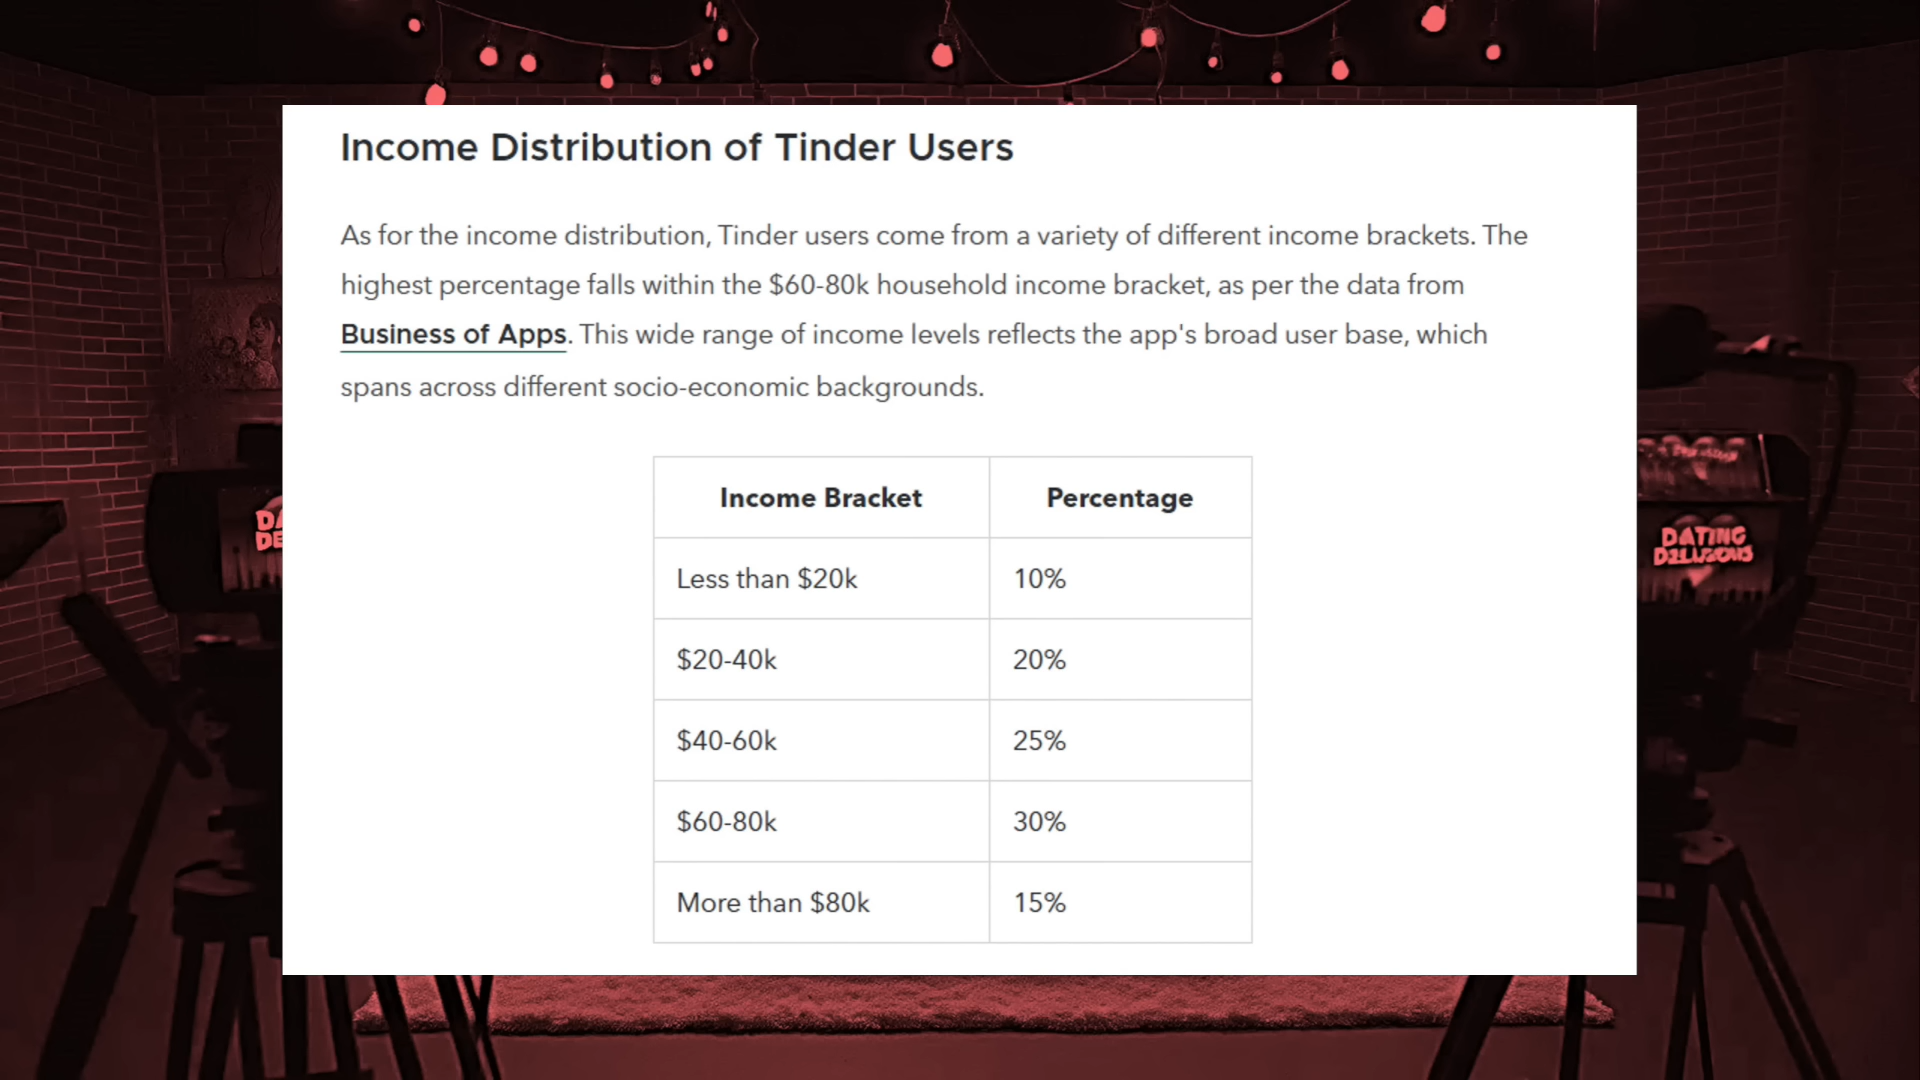 Income Distribution of Tinder Users
As for the income distribution, Tinder users come from a variety of different income brackets. The
highest percentage falls within the $60-80k household income bracket, as per the data from
Business of Apps. This wide range of income levels reflects the app's broad user base, which
spans across different socio-economic backgrounds.
Income Bracket Percentage
Less than $20k 10%
$20-40k 20%
$40-60k 25%
$60-80k 30%
More than $80k 15%
DATING